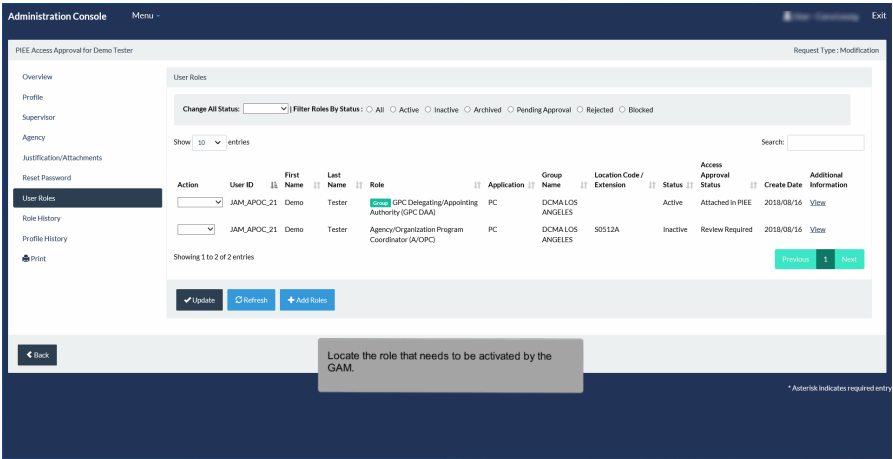 Administration Console Menu Exit
PIEE Access Approval for Demo Tester Request Type : Modification
Overview
Profile
Supervisor
Agency
Justification/Attachments
Reset Password
User Roles
Role History
Profile History
Print
User Roles
Change All Status: | Filter Roles By Status : All Active Inactive Archived Pending Approval Rejected Blocked
Show 10 entries Search:
Action User ID First Name Last Name Role Application Group Name Location Code / Extension Status Access Approval Status Create Date Additional Information
JAM_APOC_21 Demo Tester Group GPC Delegating/Appointing PC DCMA LOS Active Attached in PIEE 2018/08/16 View
Authority (GPC DAA) ANGELES
JAM_APOC_21 Demo Tester Agency/Organization Program PC DCMA LOS S0512A Inactive Review Required 2018/08/16 View
Coordinator (A/OPC) ANGELES
Showing 1 to 2 of 2 entries Previous 1 Next
Update Refresh + Add Roles
Back
Locate the role that needs to be activated by the
GAM.
* Asterisk indicates required entry